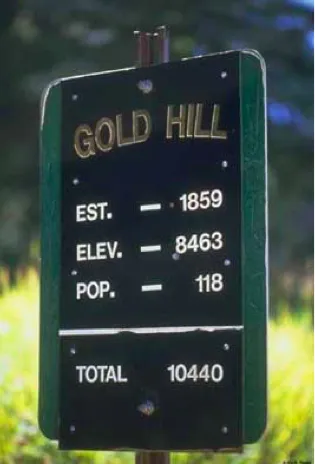 GOLD HILL
EST. – 1859
ELEV. – 8463
POP. – 118
TOTAL 10440